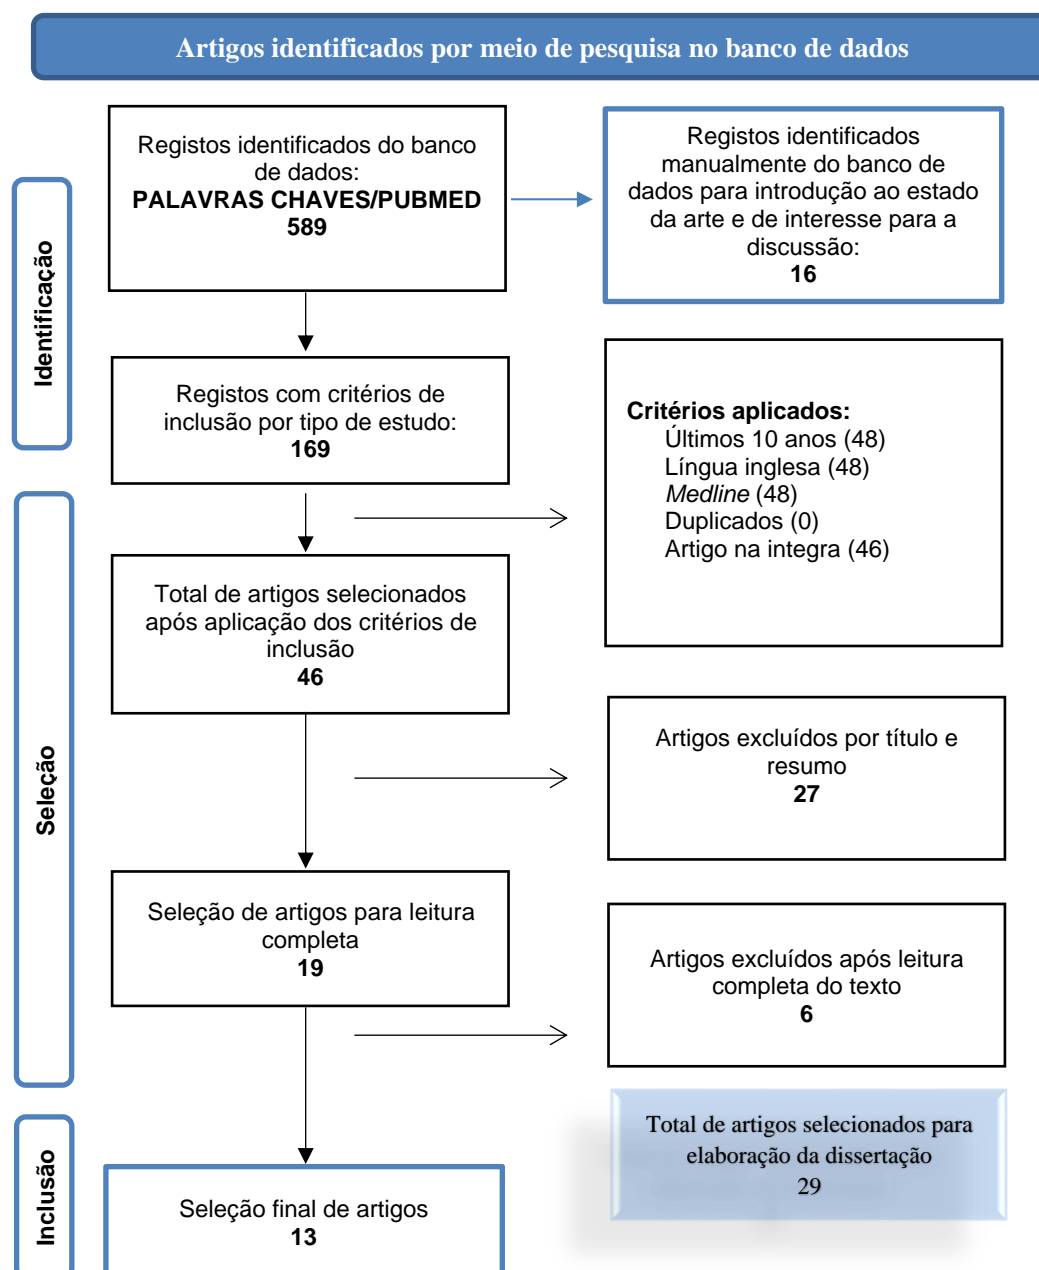 Artigos identificados por meio de pesquisa no banco de dados
Identificação
Registos identificados do banco
de dados:
PALAVRAS CHAVES/PUBMED
589
Registos identificados
manualmente do banco de
dados para introdução ao estado
da arte e de interesse para a
discussão:
16
Registos com critérios de
inclusão por tipo de estudo:
169
Critérios aplicados:
Últimos 10 anos (48)
Língua inglesa (48)
Medline (48)
Duplicados (0)
Artigo na integra (46)
Seleção
Total de artigos selecionados
após aplicação dos critérios de
inclusão
46
Artigos excluídos por título e
resumo
27
Seleção de artigos para leitura
completa
19
Artigos excluídos após leitura
completa do texto
6
Inclusão
Total de artigos selecionados para
elaboração da dissertação
29
Seleção final de artigos
13